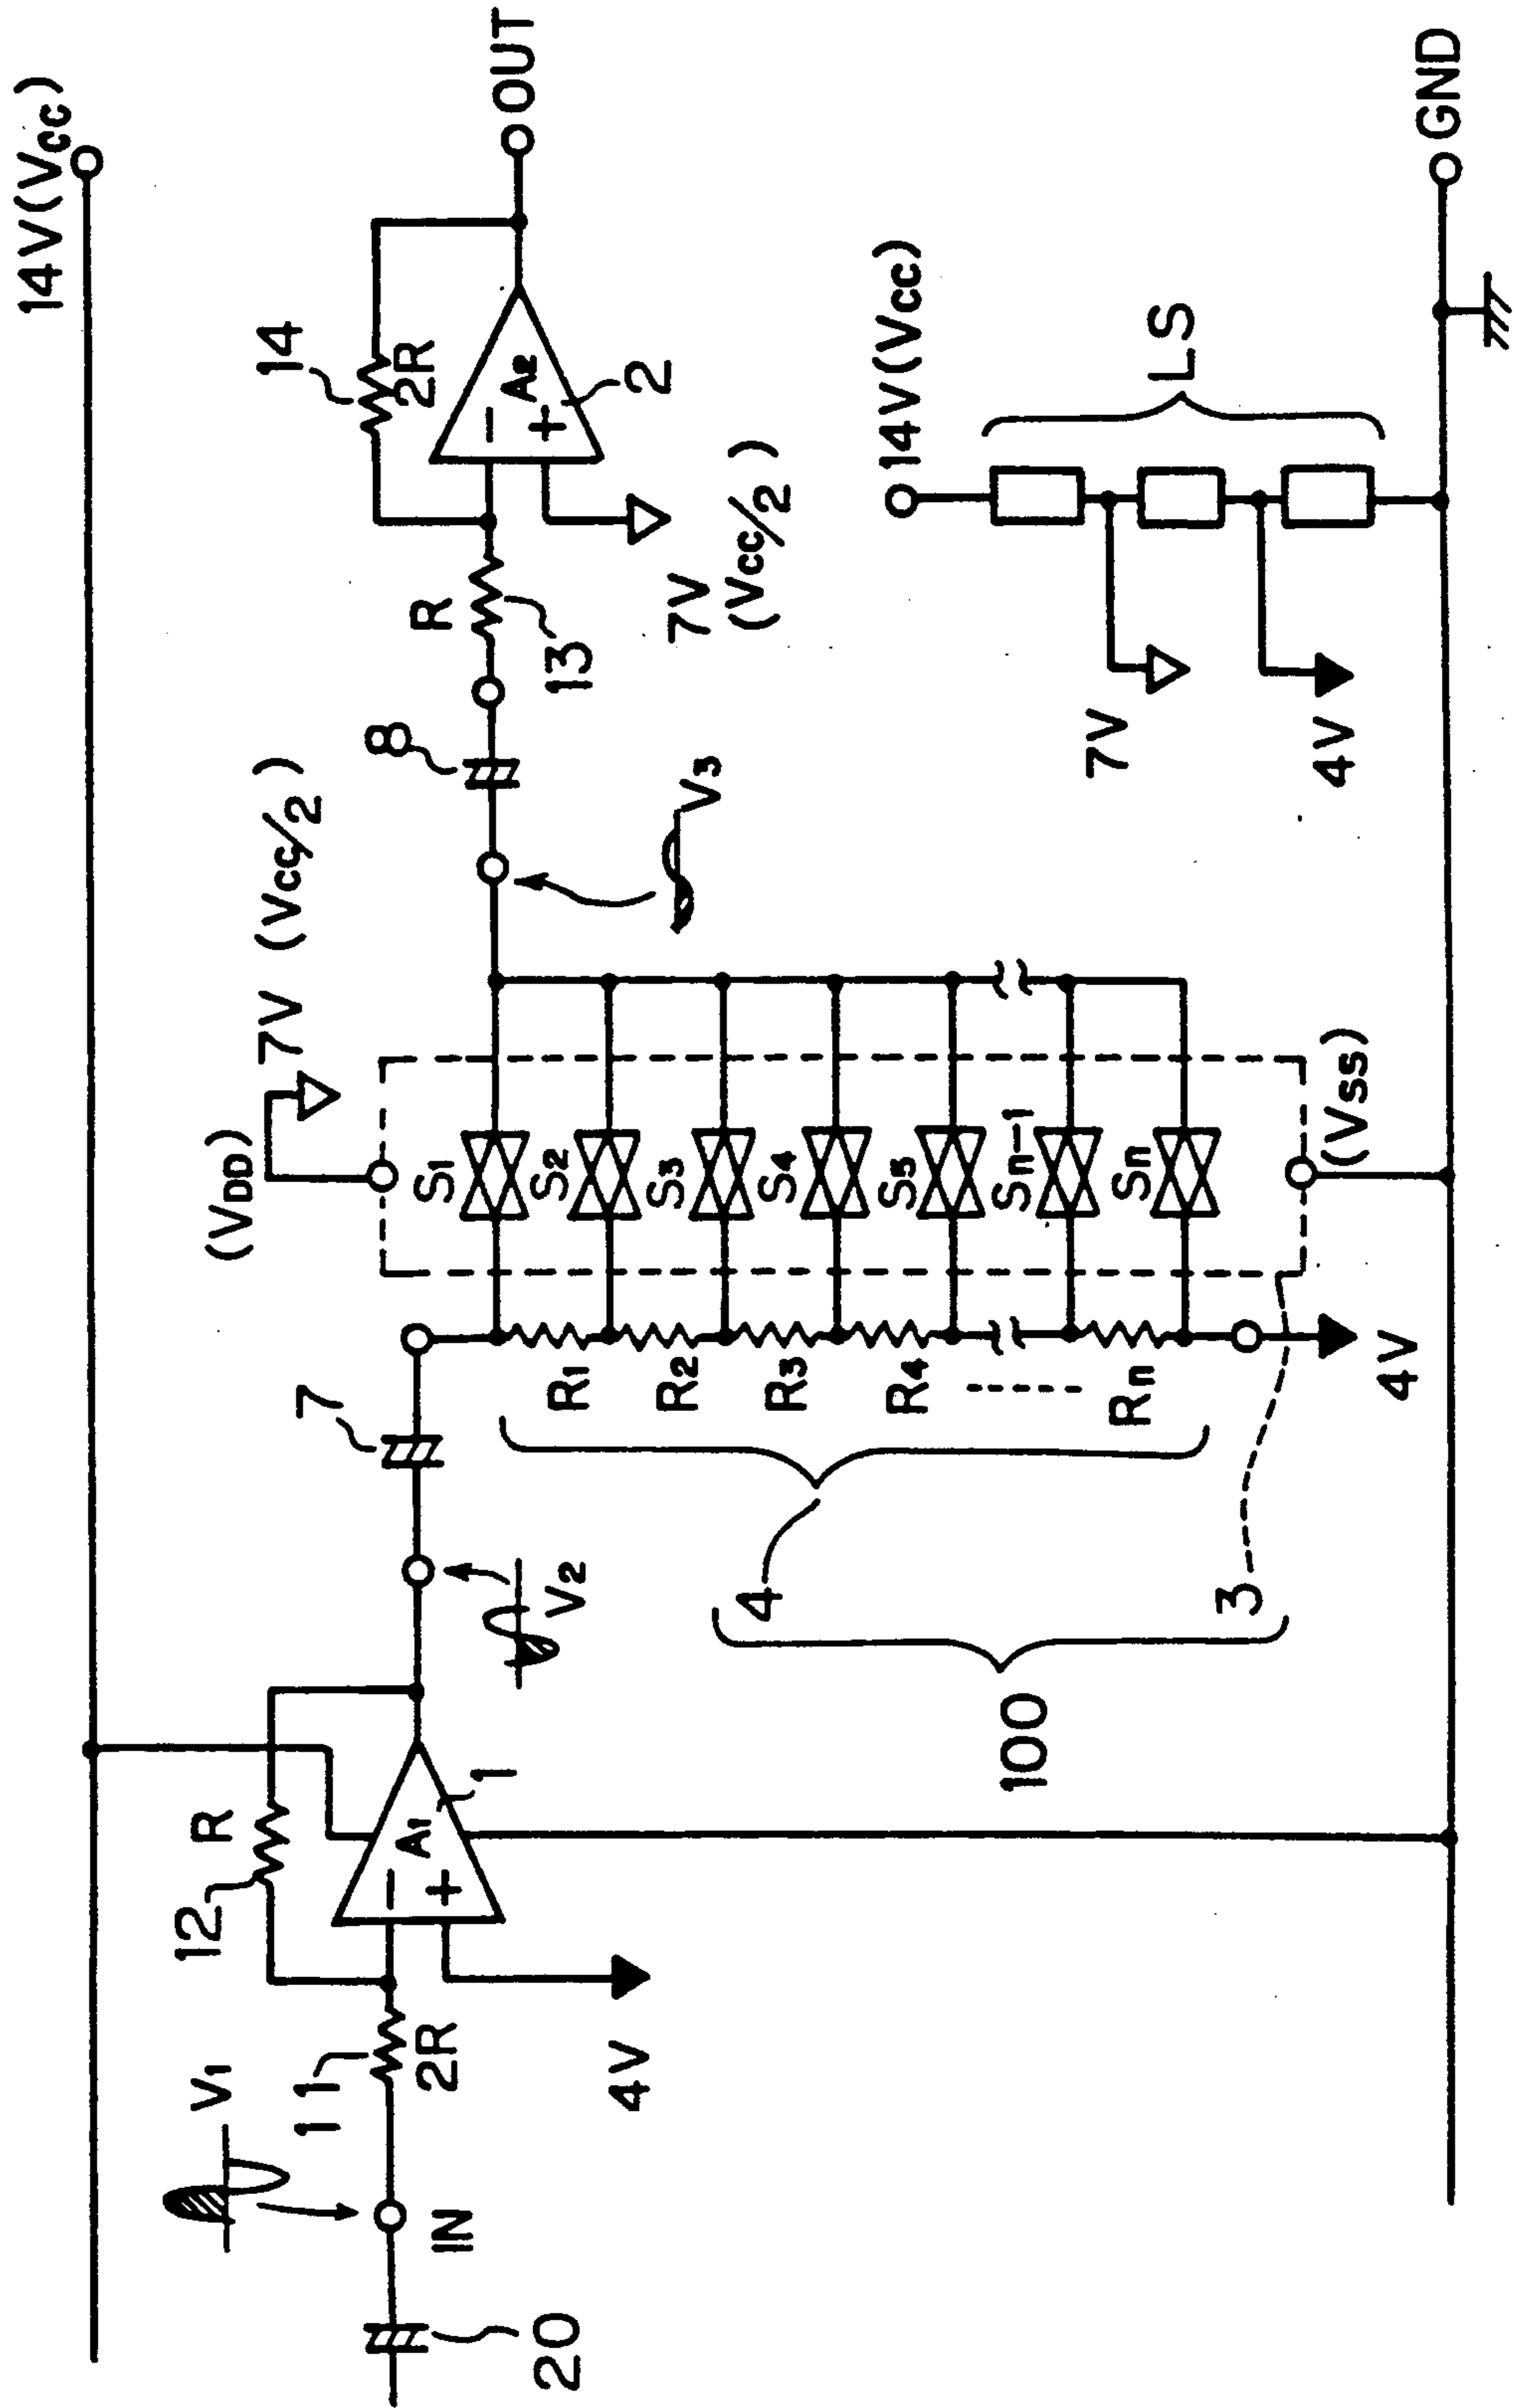 14V(Vcc)
V1
IN
20
11
2R
12
R
A1
−
+
1
4V
V2
7
(VDD)
7V (Vcc/2)
R1
R2
R3
R4
Rn
S1
S2
S3
S4
S5
Sn-1
Sn
4V
(Vss)
4
3
100
V3
8
R
13
14
2R
A2
−
+
2
7V
(Vcc/2)
OUT
14V(Vcc)
LS
7V
4V
GND